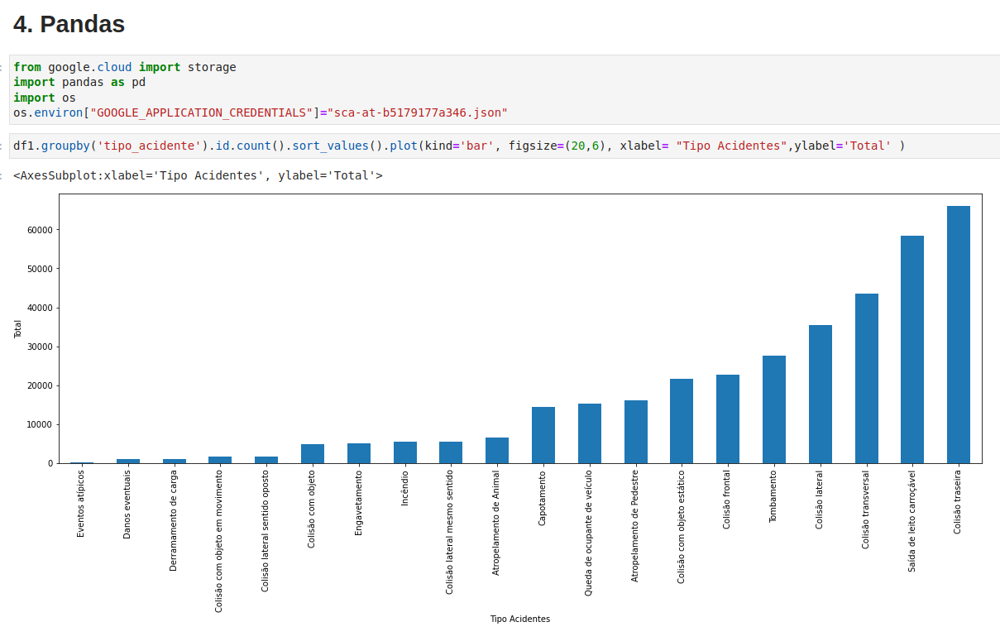 4. Pandas
from google.cloud import storage
import pandas as pd
import os
os.environ["GOOGLE_APPLICATION_CREDENTIALS"]="sca-at-b5179177a346.json"
df1.groupby('tipo_acidente').id.count().sort_values().plot(kind='bar', figsize=(20,6), xlabel= "Tipo Acidentes",ylabel='Total' )
<AxesSubplot:xlabel='Tipo Acidentes', ylabel='Total'>
60000
50000
40000
30000
20000
10000
0
Total
Eventos atípicos
Danos eventuais
Derramamento de carga
Colisão com objeto em movimento
Colisão lateral sentido oposto
Colisão com objeto
Engavetamento
Incêndio
Colisão lateral mesmo sentido
Atropelamento de Animal
Capotamento
Queda de ocupante de veículo
Atropelamento de Pedestre
Colisão com objeto estático
Colisão frontal
Tombamento
Colisão lateral
Colisão transversal
Saída de leito carroçável
Colisão traseira
Tipo Acidentes